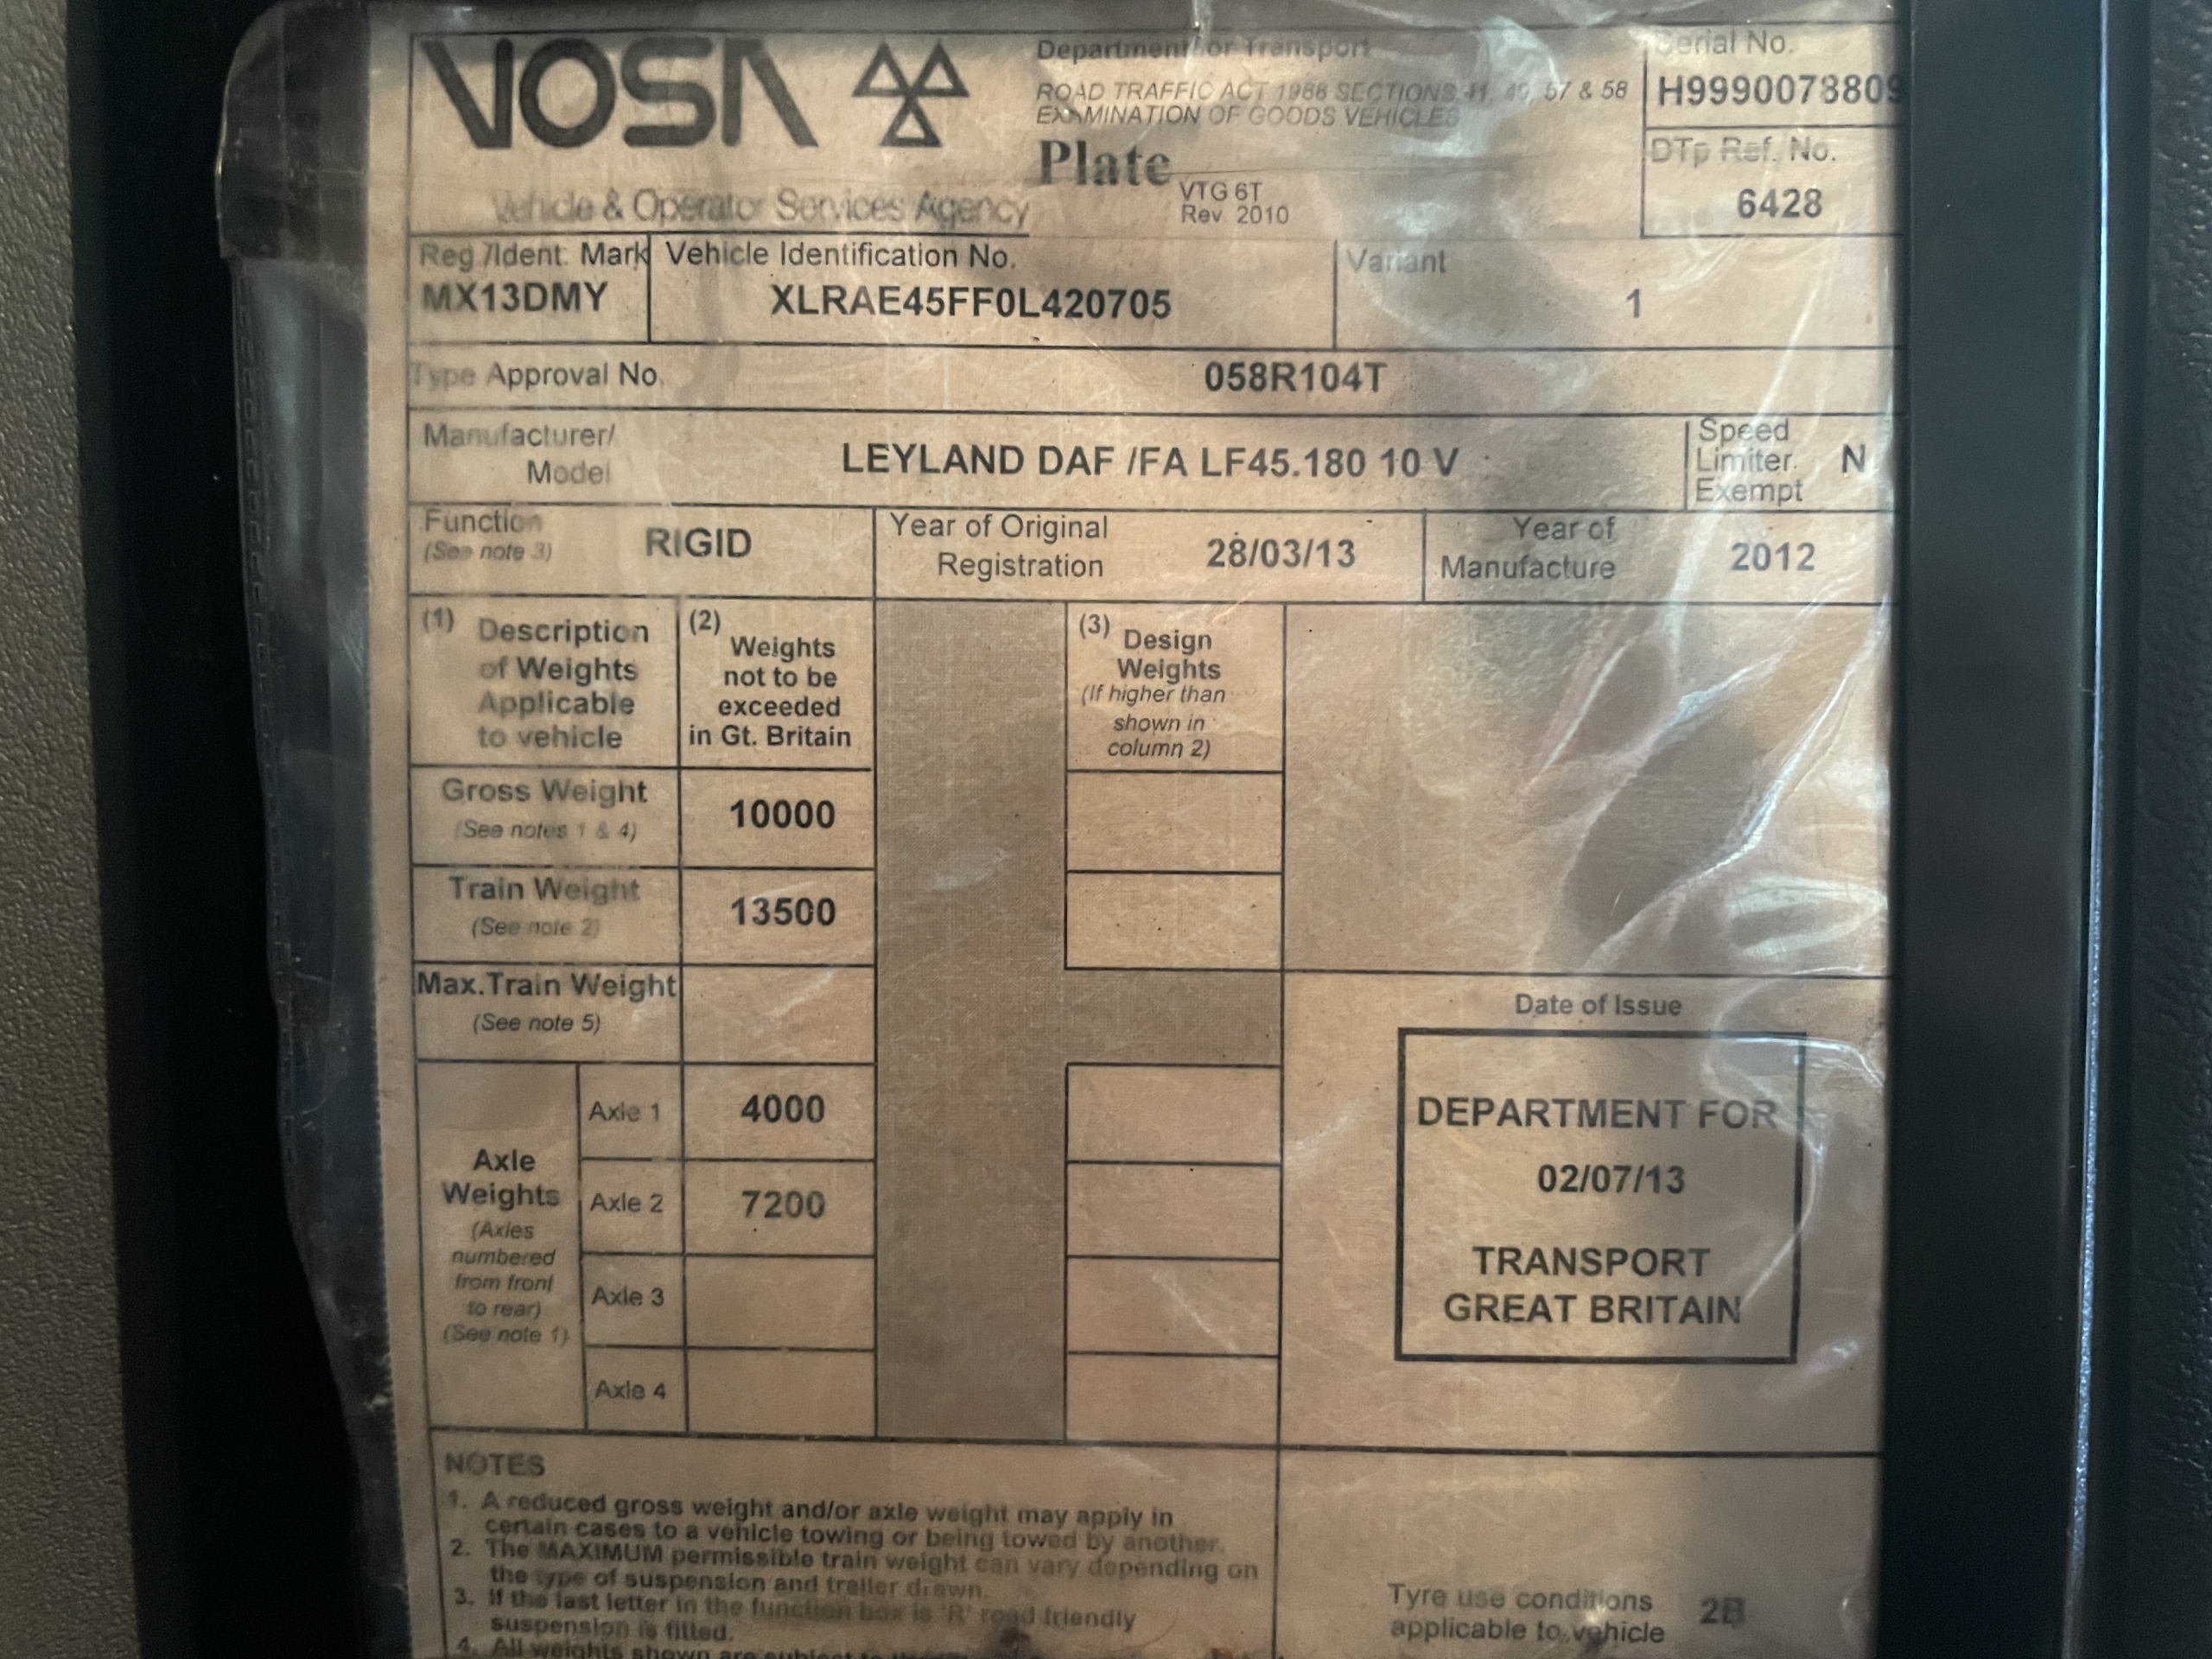 VOSA
Department for Transport
ROAD TRAFFIC ACT 1988 SECTIONS 41, 49, 57 & 58
EXAMINATION OF GOODS VEHICLES
Plate
VTG 6T
Rev. 2010
Vehicle & Operator Services Agency
Serial No.
H9990073809
DTp Ref. No.
6428
Reg./Ident. Mark
MX13DMY
Vehicle Identification No.
XLRAE45FF0L420705
Variant
1
Type Approval No. 058R104T
Manufacturer/
Model
LEYLAND DAF /FA LF45.180 10 V
Speed
Limiter
Exempt
N
Function
(See note 3)
RIGID
Year of Original
Registration
28/03/13
Year of
Manufacture
2012
(1) Description
of Weights
Applicable
to vehicle
(2) Weights
not to be
exceeded
in Gt. Britain
(3) Design
Weights
(If higher than
shown in
column 2)
Gross Weight
(See notes 1 & 4)
10000
Train Weight
(See note 2)
13500
Max.Train Weight
(See note 5)
Axle
Weights
(Axles
numbered
from front
to rear)
(See note 1)
Axle 1 4000
Axle 2 7200
Axle 3
Axle 4
Date of Issue
DEPARTMENT FOR
02/07/13
TRANSPORT
GREAT BRITAIN
NOTES
1. A reduced gross weight and/or axle weight may apply in
certain cases to a vehicle towing or being towed by another.
2. The MAXIMUM permissible train weight can vary depending on
the type of suspension and trailer drawn.
3. If the last letter in the function box is 'R' road friendly
suspension is fitted.
4. All weights shown are subject to
Tyre use conditions
applicable to vehicle
2B